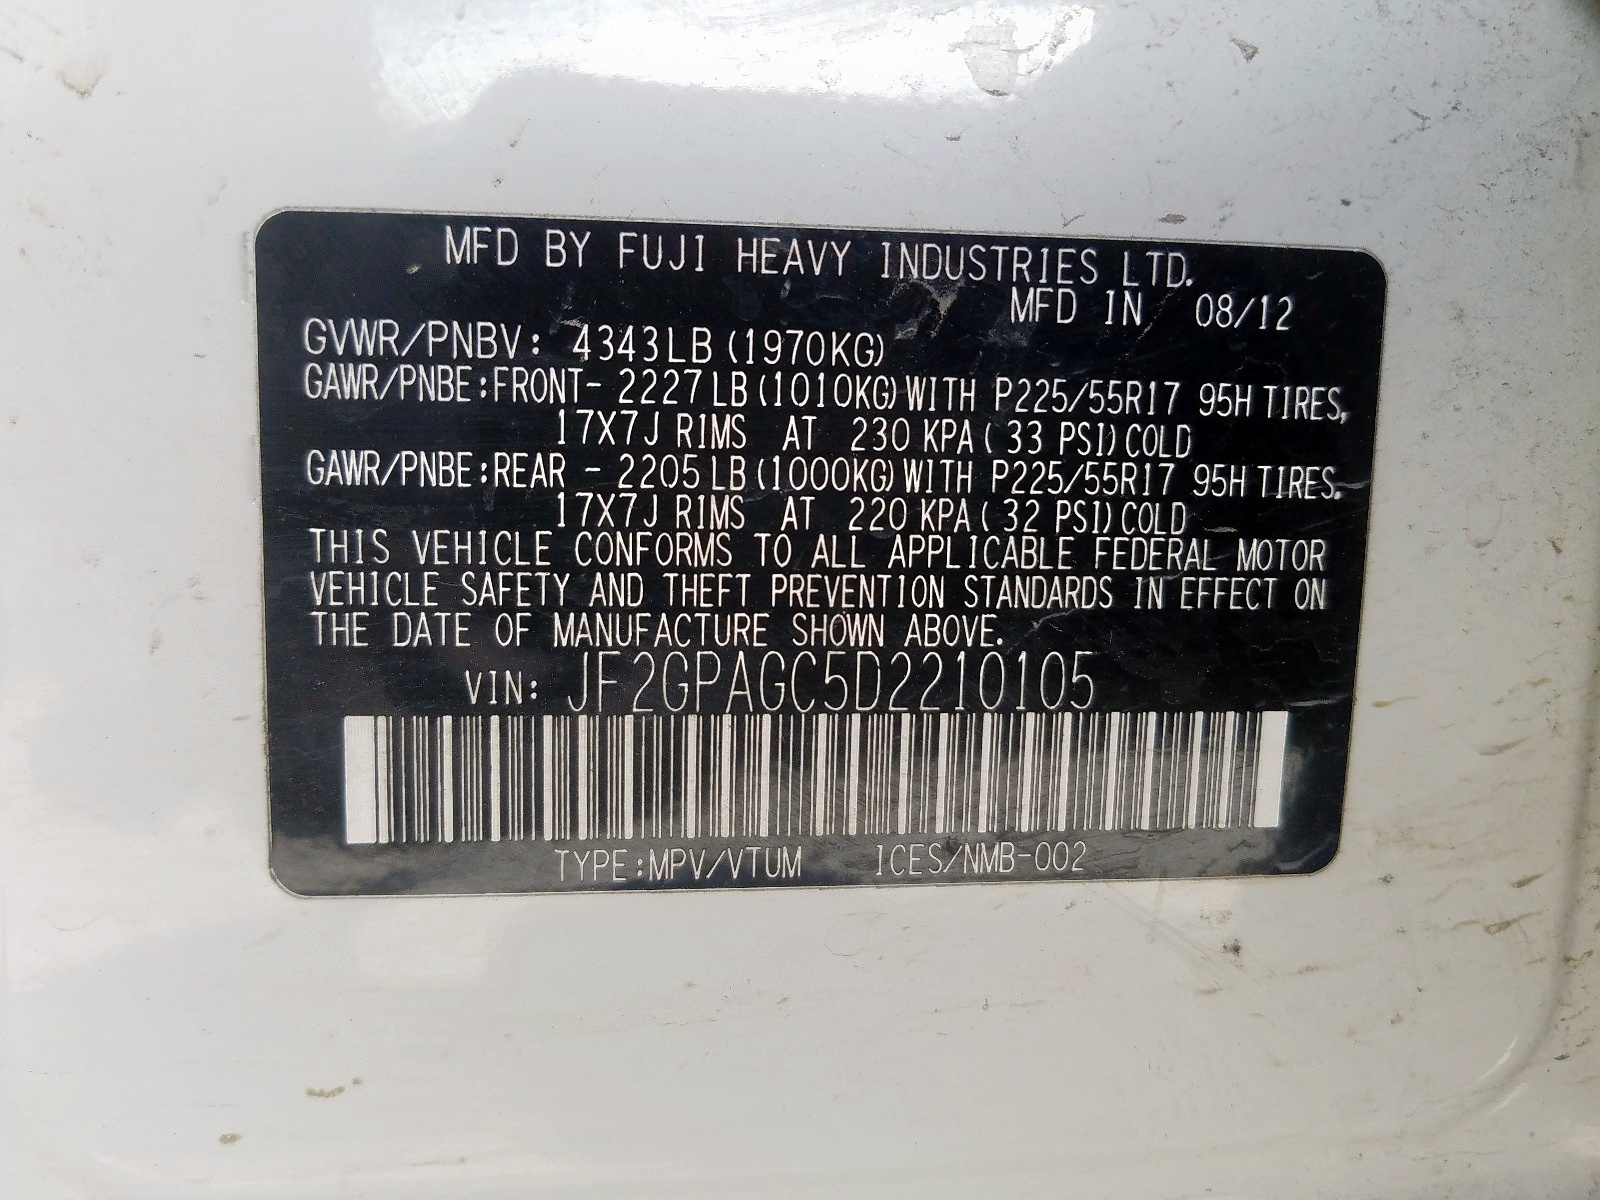 MFD BY FUJI HEAVY INDUSTRIES LTD.
MFD IN 08/12
GVWR/PNBV: 4343LB(1970KG)
GAWR/PNBE:FRONT- 2227LB(1010KG)WITH P225/55R17 95H TIRES,
17X7J RIMS AT 230 KPA( 33 PSI)COLD
GAWR/PNBE:REAR - 2205LB(1000KG)WITH P225/55R17 95H TIRES.
17X7J RIMS AT 220 KPA( 32 PSI)COLD
THIS VEHICLE CONFORMS TO ALL APPLICABLE FEDERAL MOTOR
VEHICLE SAFETY AND THEFT PREVENTION STANDARDS IN EFFECT ON
THE DATE OF MANUFACTURE SHOWN ABOVE.
VIN: JF2GPAGC5D2210105
TYPE:MPV/VTUM ICES/NMB-002